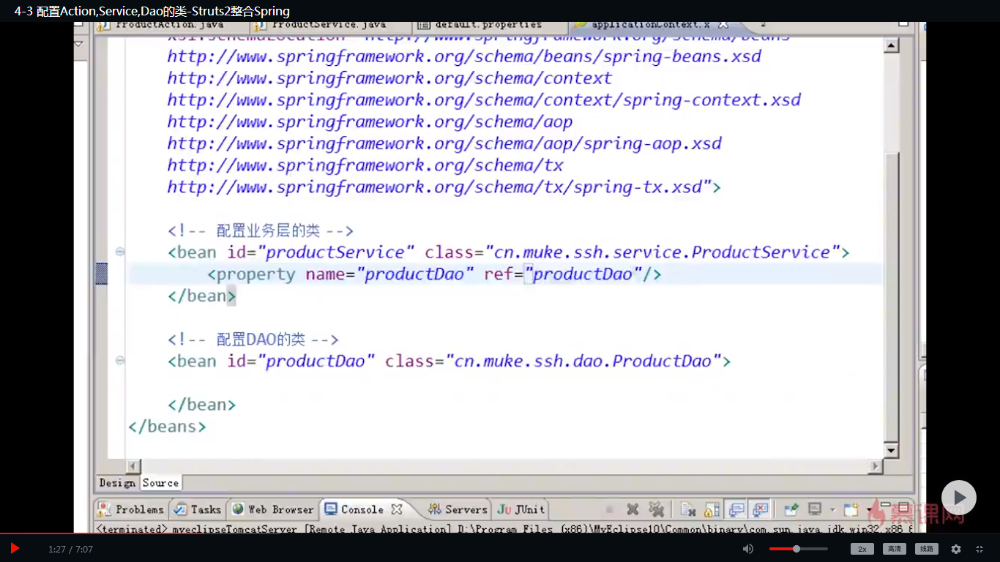 4-3 配置Action,Service,Dao的类-Struts2整合Spring
ProductAction.java ProductService.java default.properties applicationContext.x
xsi:schemaLocation="http://www.springframework.org/schema/beans
http://www.springframework.org/schema/beans/spring-beans.xsd
http://www.springframework.org/schema/context
http://www.springframework.org/schema/context/spring-context.xsd
http://www.springframework.org/schema/aop
http://www.springframework.org/schema/aop/spring-aop.xsd
http://www.springframework.org/schema/tx
http://www.springframework.org/schema/tx/spring-tx.xsd">
<!-- 配置业务层的类 -->
<bean id="productService" class="cn.muke.ssh.service.ProductService">
<property name="productDao" ref="productDao"/>
</bean>
<!-- 配置DAO的类 -->
<bean id="productDao" class="cn.muke.ssh.dao.ProductDao">
</bean>
</beans>
Design Source
Problems Tasks Web Browser Console Servers JUnit
慕课网
<terminated> myeclipseTomcatServer [Remote Java Application] D:\Program Files (x86)\MyEclipse10\Common\binary\com.sun.java.jdk.win32.x86_6
1:27 / 7:07 2x 高清 线路